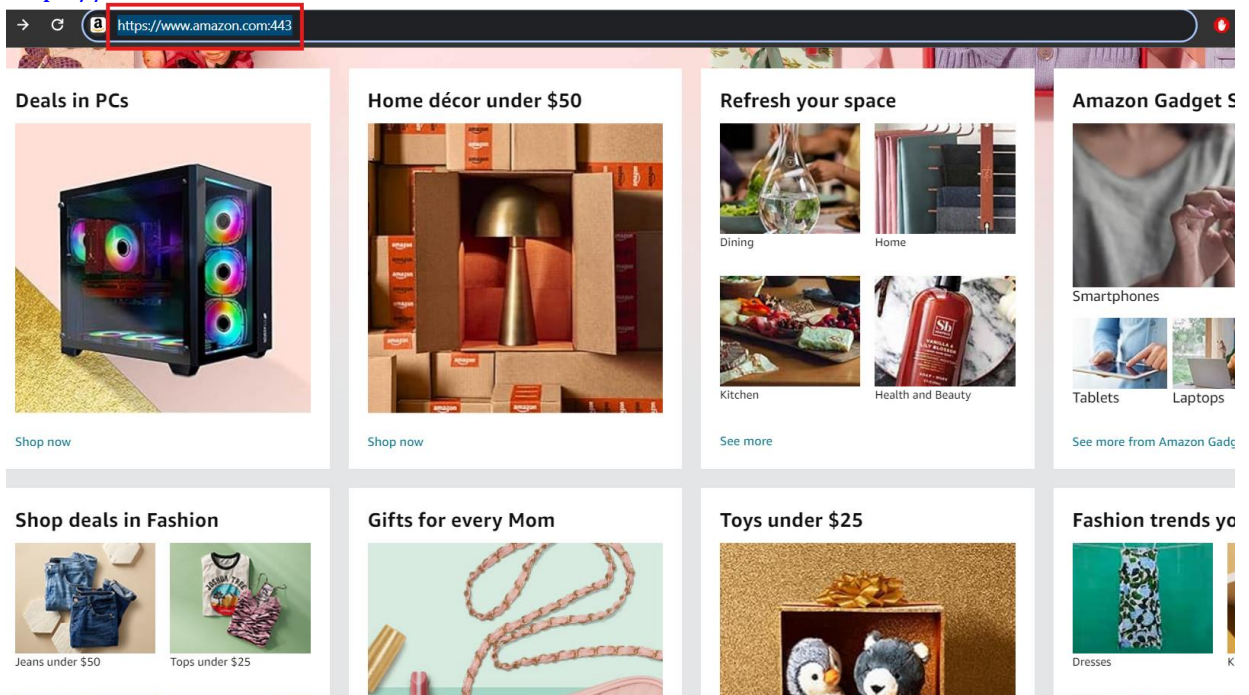 https://www.amazon.com:443
Deals in PCs
Shop now
Home décor under $50
Shop now
Refresh your space
Dining
Home
Kitchen
Health and Beauty
See more
Amazon Gadget S
Smartphones
Tablets
Laptops
See more from Amazon Gadg
Shop deals in Fashion
Jeans under $50
Tops under $25
Gifts for every Mom
Toys under $25
Fashion trends yo
Dresses
K